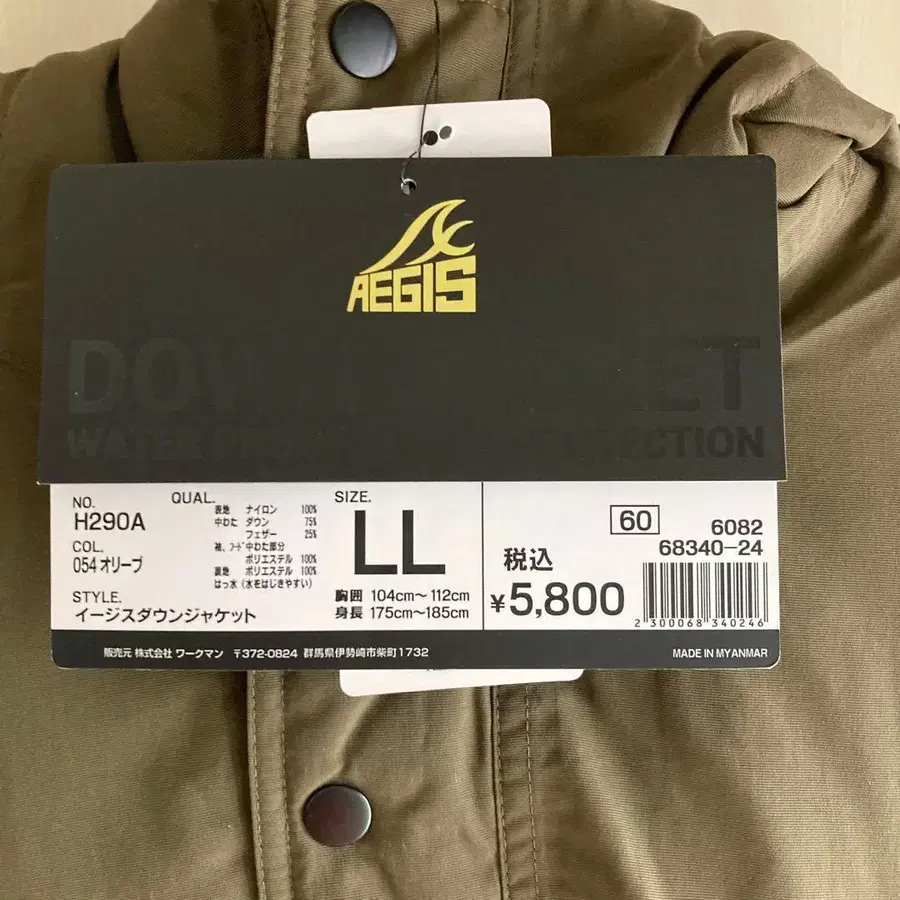 AEGIS
DOWN
WATER
NO.
H290A
COL.
054 オリーブ
STYLE.
イージスダウンジャケット
QUAL.
表地 ナイロン 100%
中わた ダウン 75%
フェザー 25%
袖、フード中わた部分
ポリエステル 100%
裏地 ポリエステル 100%
はっ水（水をはじきやすい）
SIZE.
LL
胸囲 104cm〜112cm
身長 175cm〜185cm
60
6082
68340-24
税込
¥5,800
2 300068 340246
販売元 株式会社 ワークマン 〒372-0824 群馬県伊勢崎市柴町1732
MADE IN MYANMAR